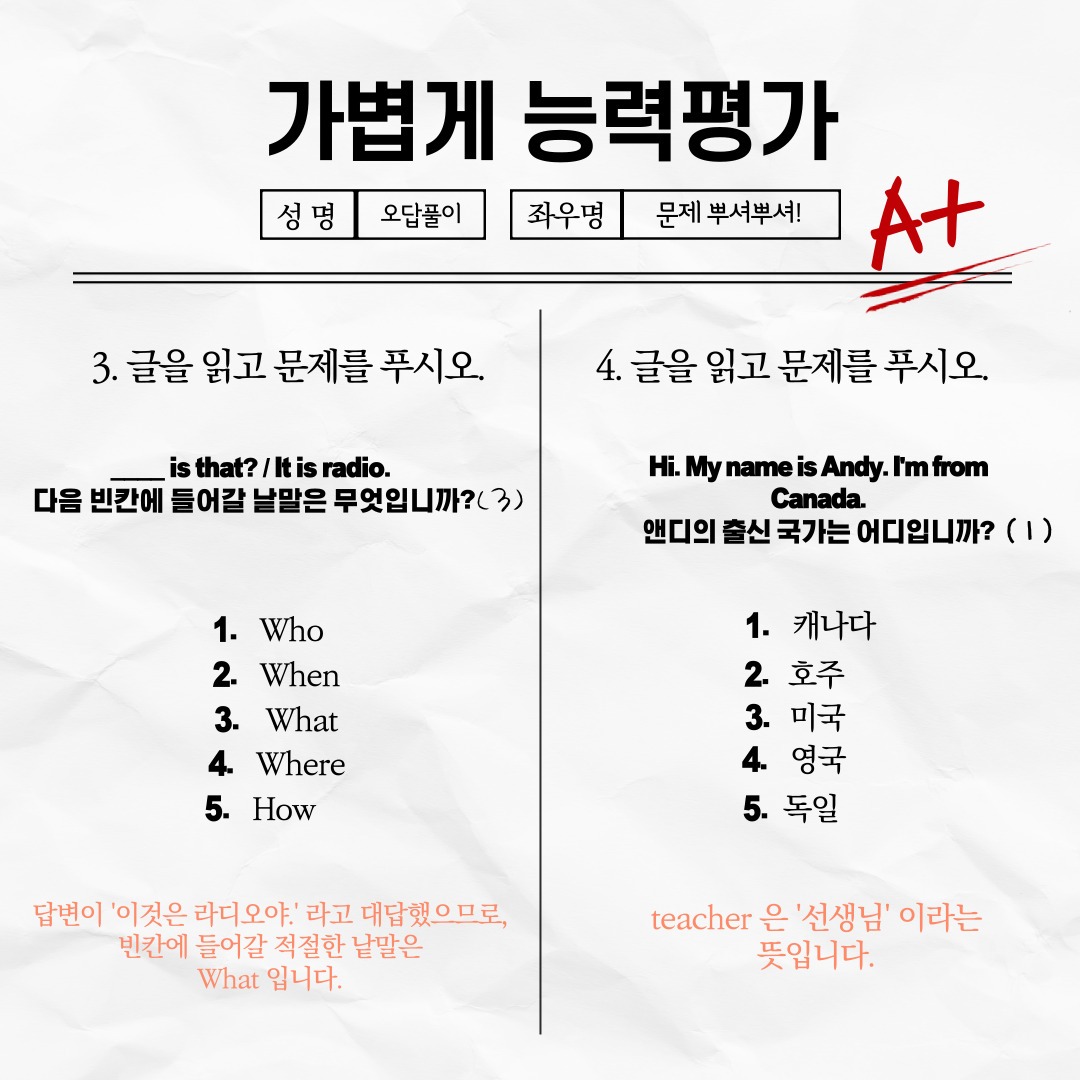 가볍게 능력평가
성 명 오답풀이 좌우명 문제 뿌셔뿌셔!
A+
3. 글을 읽고 문제를 푸시오.
____ is that? / It is radio.
다음 빈칸에 들어갈 낱말은 무엇입니까? (3)
1. Who
2. When
3. What
4. Where
5. How
답변이 '이것은 라디오야.' 라고 대답했으므로,
빈칸에 들어갈 적절한 낱말은
What 입니다.
4. 글을 읽고 문제를 푸시오.
Hi. My name is Andy. I'm from
Canada.
앤디의 출신 국가는 어디입니까? (1)
1. 캐나다
2. 호주
3. 미국
4. 영국
5. 독일
teacher 은 '선생님' 이라는
뜻입니다.